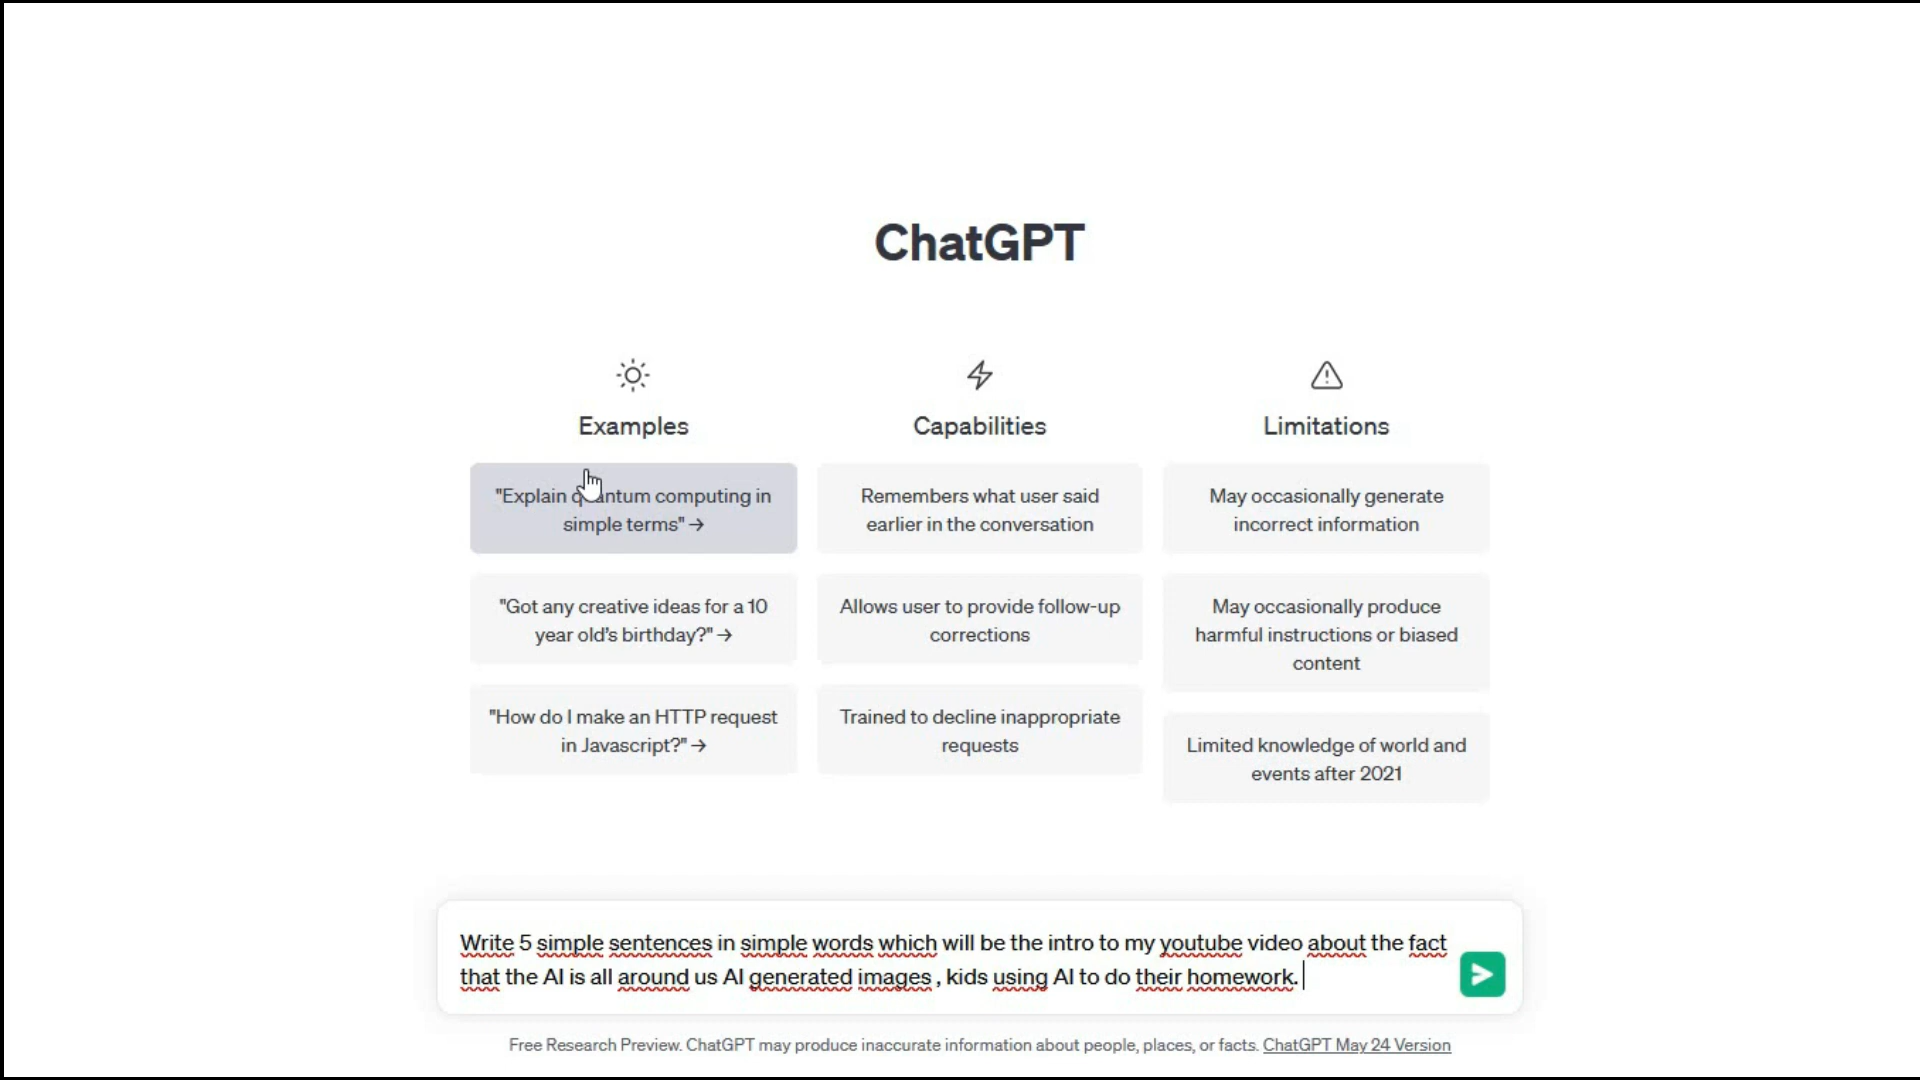 ChatGPT
Examples
"Explain quantum computing in
simple terms" →
"Got any creative ideas for a 10
year old's birthday?" →
"How do I make an HTTP request
in Javascript?" →
Capabilities
Remembers what user said
earlier in the conversation
Allows user to provide follow-up
corrections
Trained to decline inappropriate
requests
Limitations
May occasionally generate
incorrect information
May occasionally produce
harmful instructions or biased
content
Limited knowledge of world and
events after 2021
Write 5 simple sentences in simple words which will be the intro to my youtube video about the fact
that the AI is all around us AI generated images , kids using AI to do their homework.
Free Research Preview. ChatGPT may produce inaccurate information about people, places, or facts. ChatGPT May 24 Version